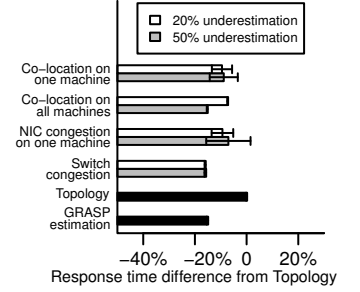 20% underestimation
50% underestimation
Co−location on
one machine
Co−location on
all machines
NIC congestion
on one machine
Switch
congestion
Topology
GRASP
estimation
−40% −20% 0 20%
Response time difference from Topology